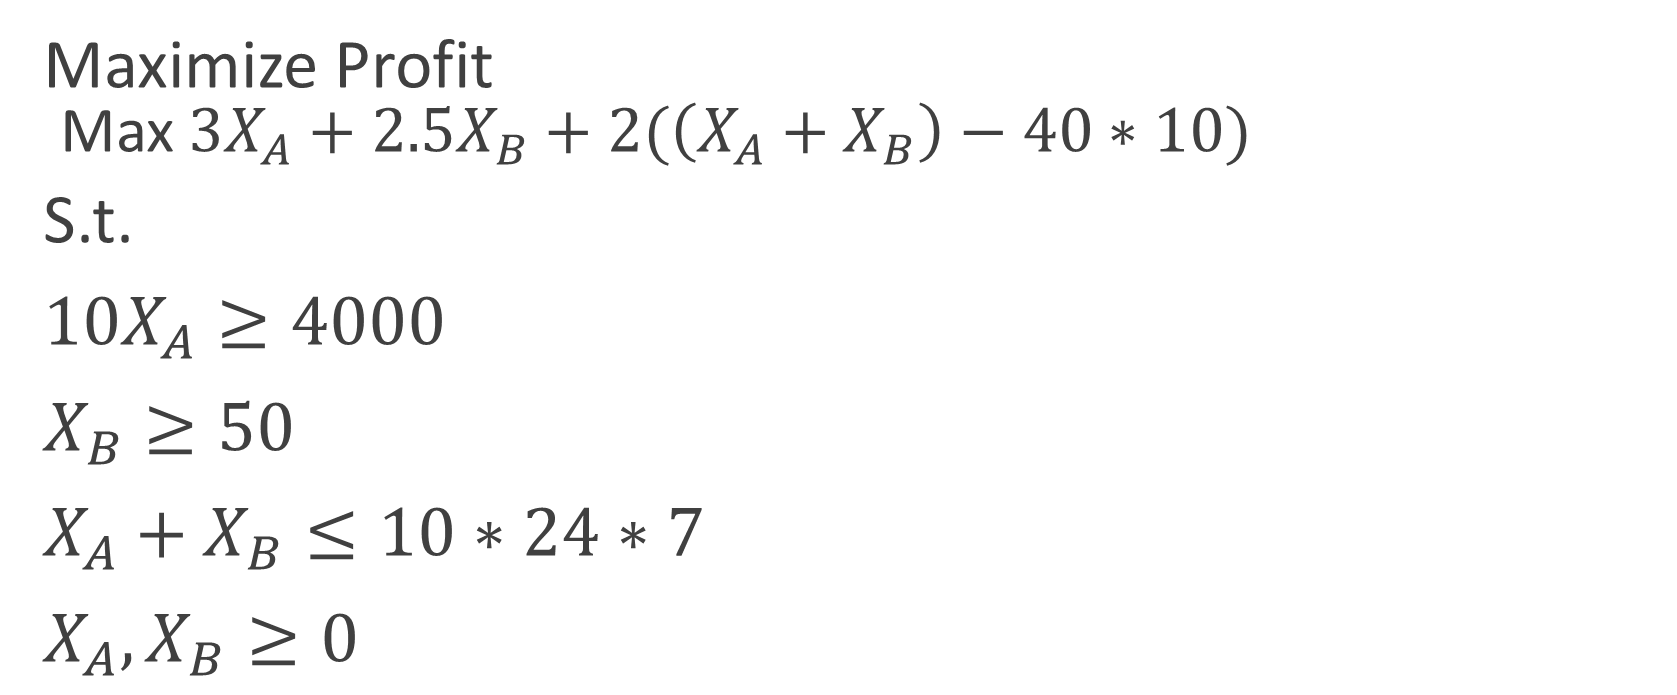 Maximize Profit
Max 3X_A + 2.5X_B + 2((X_A + X_B) − 40 ∗ 10)
S.t.
10X_A ≥ 4000
X_B ≥ 50
X_A + X_B ≤ 10 ∗ 24 ∗ 7
X_A, X_B ≥ 0